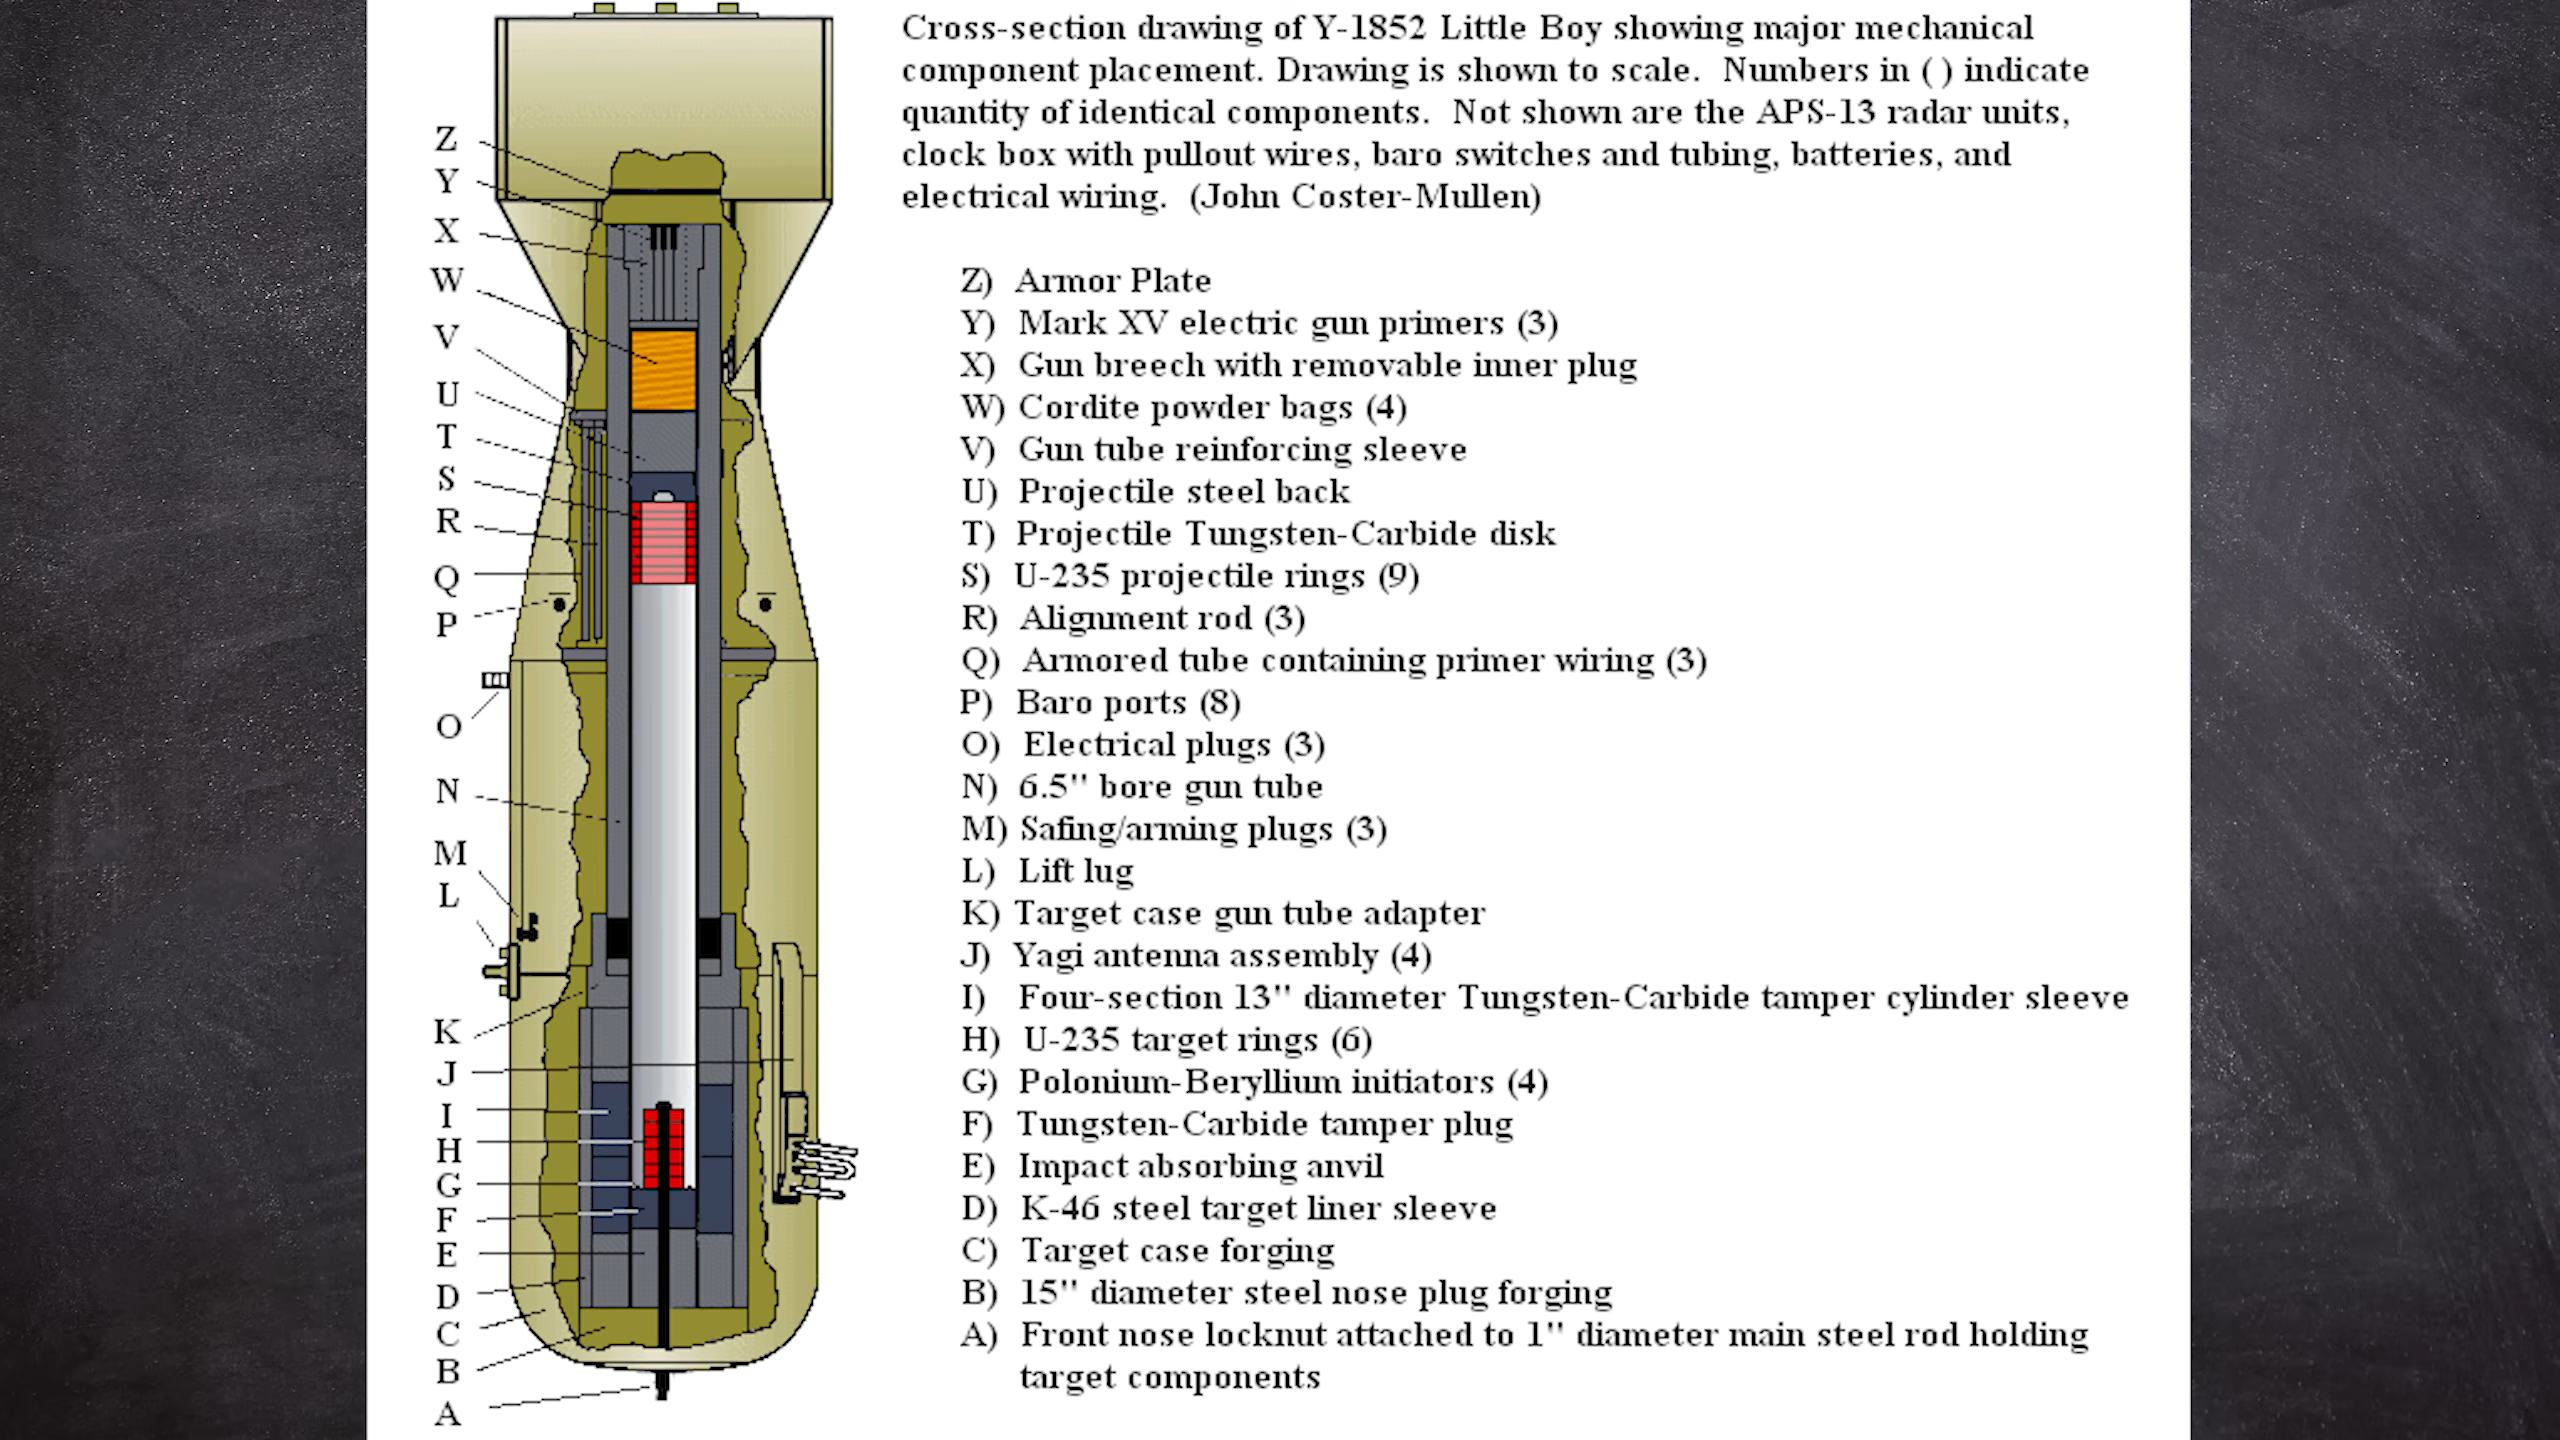 Cross-section drawing of Y-1852 Little Boy showing major mechanical
component placement. Drawing is shown to scale. Numbers in ( ) indicate
quantity of identical components. Not shown are the APS-13 radar units,
clock box with pullout wires, baro switches and tubing, batteries, and
electrical wiring. (John Coster-Mullen)
Z
Y
X
W
V
U
T
S
R
Q
P
O
N
M
L
K
J
I
H
G
F
E
D
C
B
A
Z) Armor Plate
Y) Mark XV electric gun primers (3)
X) Gun breech with removable inner plug
W) Cordite powder bags (4)
V) Gun tube reinforcing sleeve
U) Projectile steel back
T) Projectile Tungsten-Carbide disk
S) U-235 projectile rings (9)
R) Alignment rod (3)
Q) Armored tube containing primer wiring (3)
P) Baro ports (8)
O) Electrical plugs (3)
N) 6.5" bore gun tube
M) Safing/arming plugs (3)
L) Lift lug
K) Target case gun tube adapter
J) Yagi antenna assembly (4)
I) Four-section 13" diameter Tungsten-Carbide tamper cylinder sleeve
H) U-235 target rings (6)
G) Polonium-Beryllium initiators (4)
F) Tungsten-Carbide tamper plug
E) Impact absorbing anvil
D) K-46 steel target liner sleeve
C) Target case forging
B) 15" diameter steel nose plug forging
A) Front nose locknut attached to 1" diameter main steel rod holding
target components